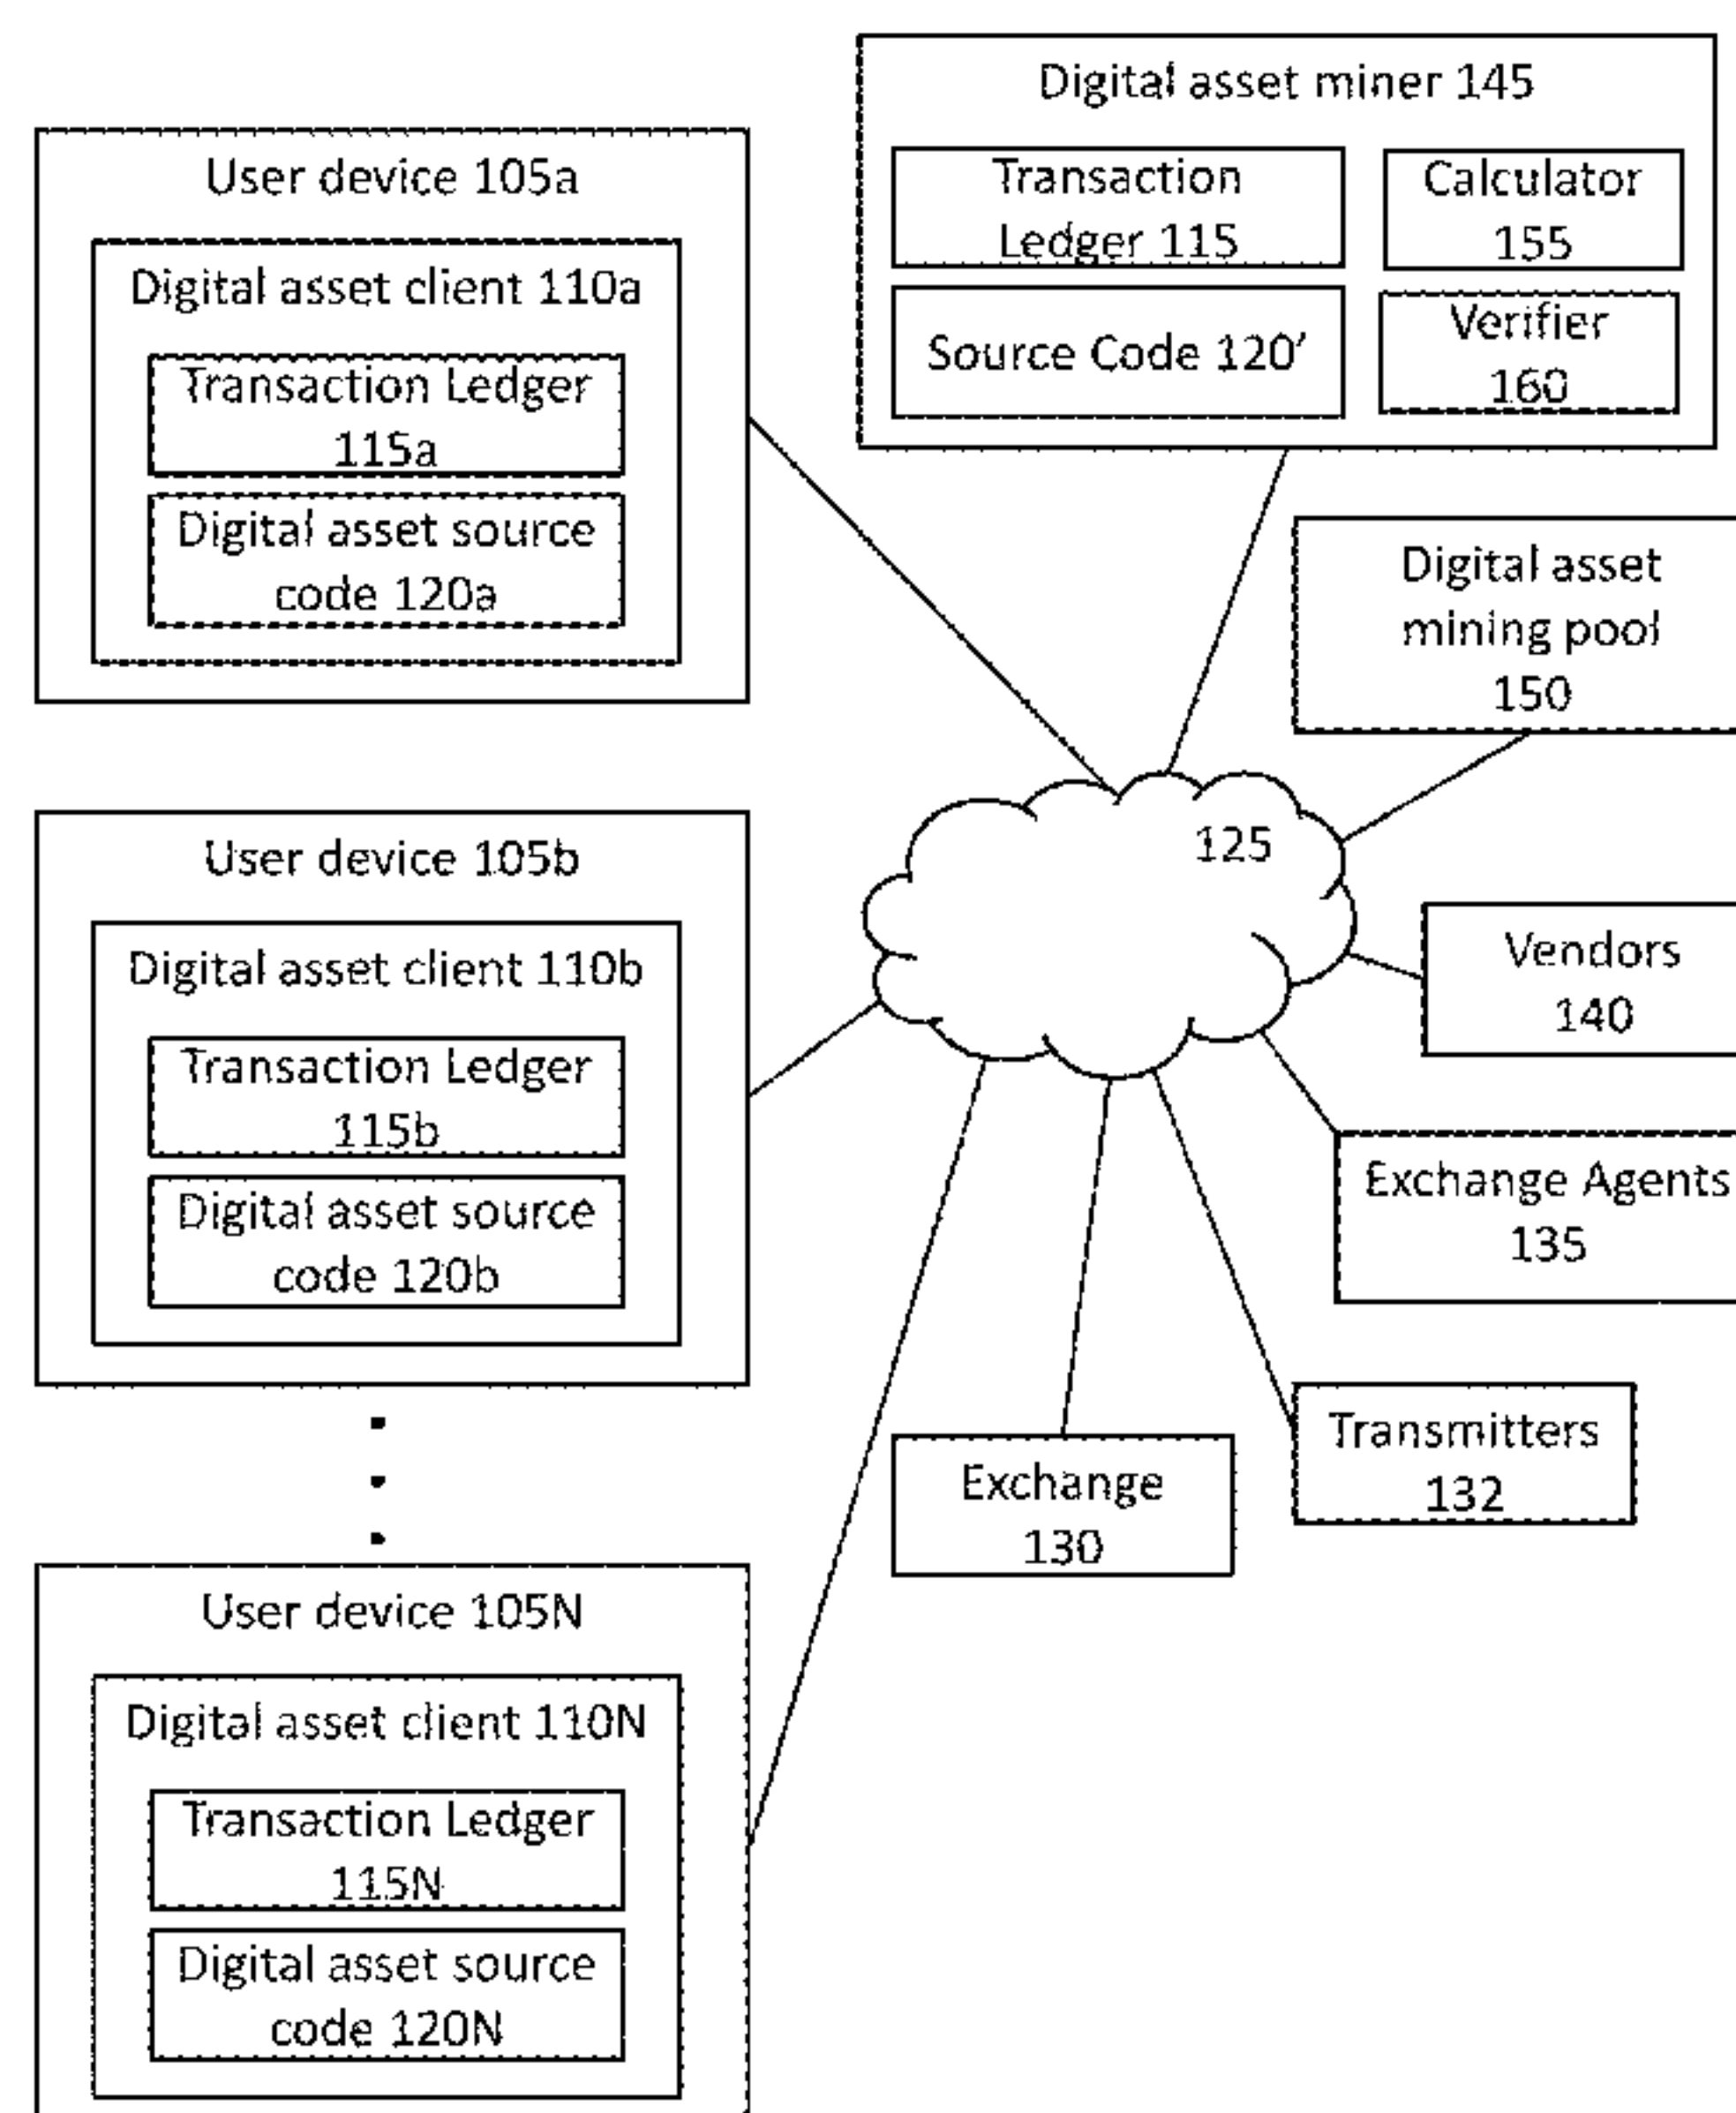 Digital asset miner 145
Transaction
Ledger 115
Calculator
155
Source Code 120′
Verifier
160
User device 105a
Digital asset client 110a
Transaction Ledger
115a
Digital asset source
code 120a
Digital asset
mining pool
150
125
User device 105b
Digital asset client 110b
Transaction Ledger
115b
Digital asset source
code 120b
Vendors
140
Exchange Agents
135
Transmitters
132
Exchange
130
User device 105N
Digital asset client 110N
Transaction Ledger
115N
Digital asset source
code 120N